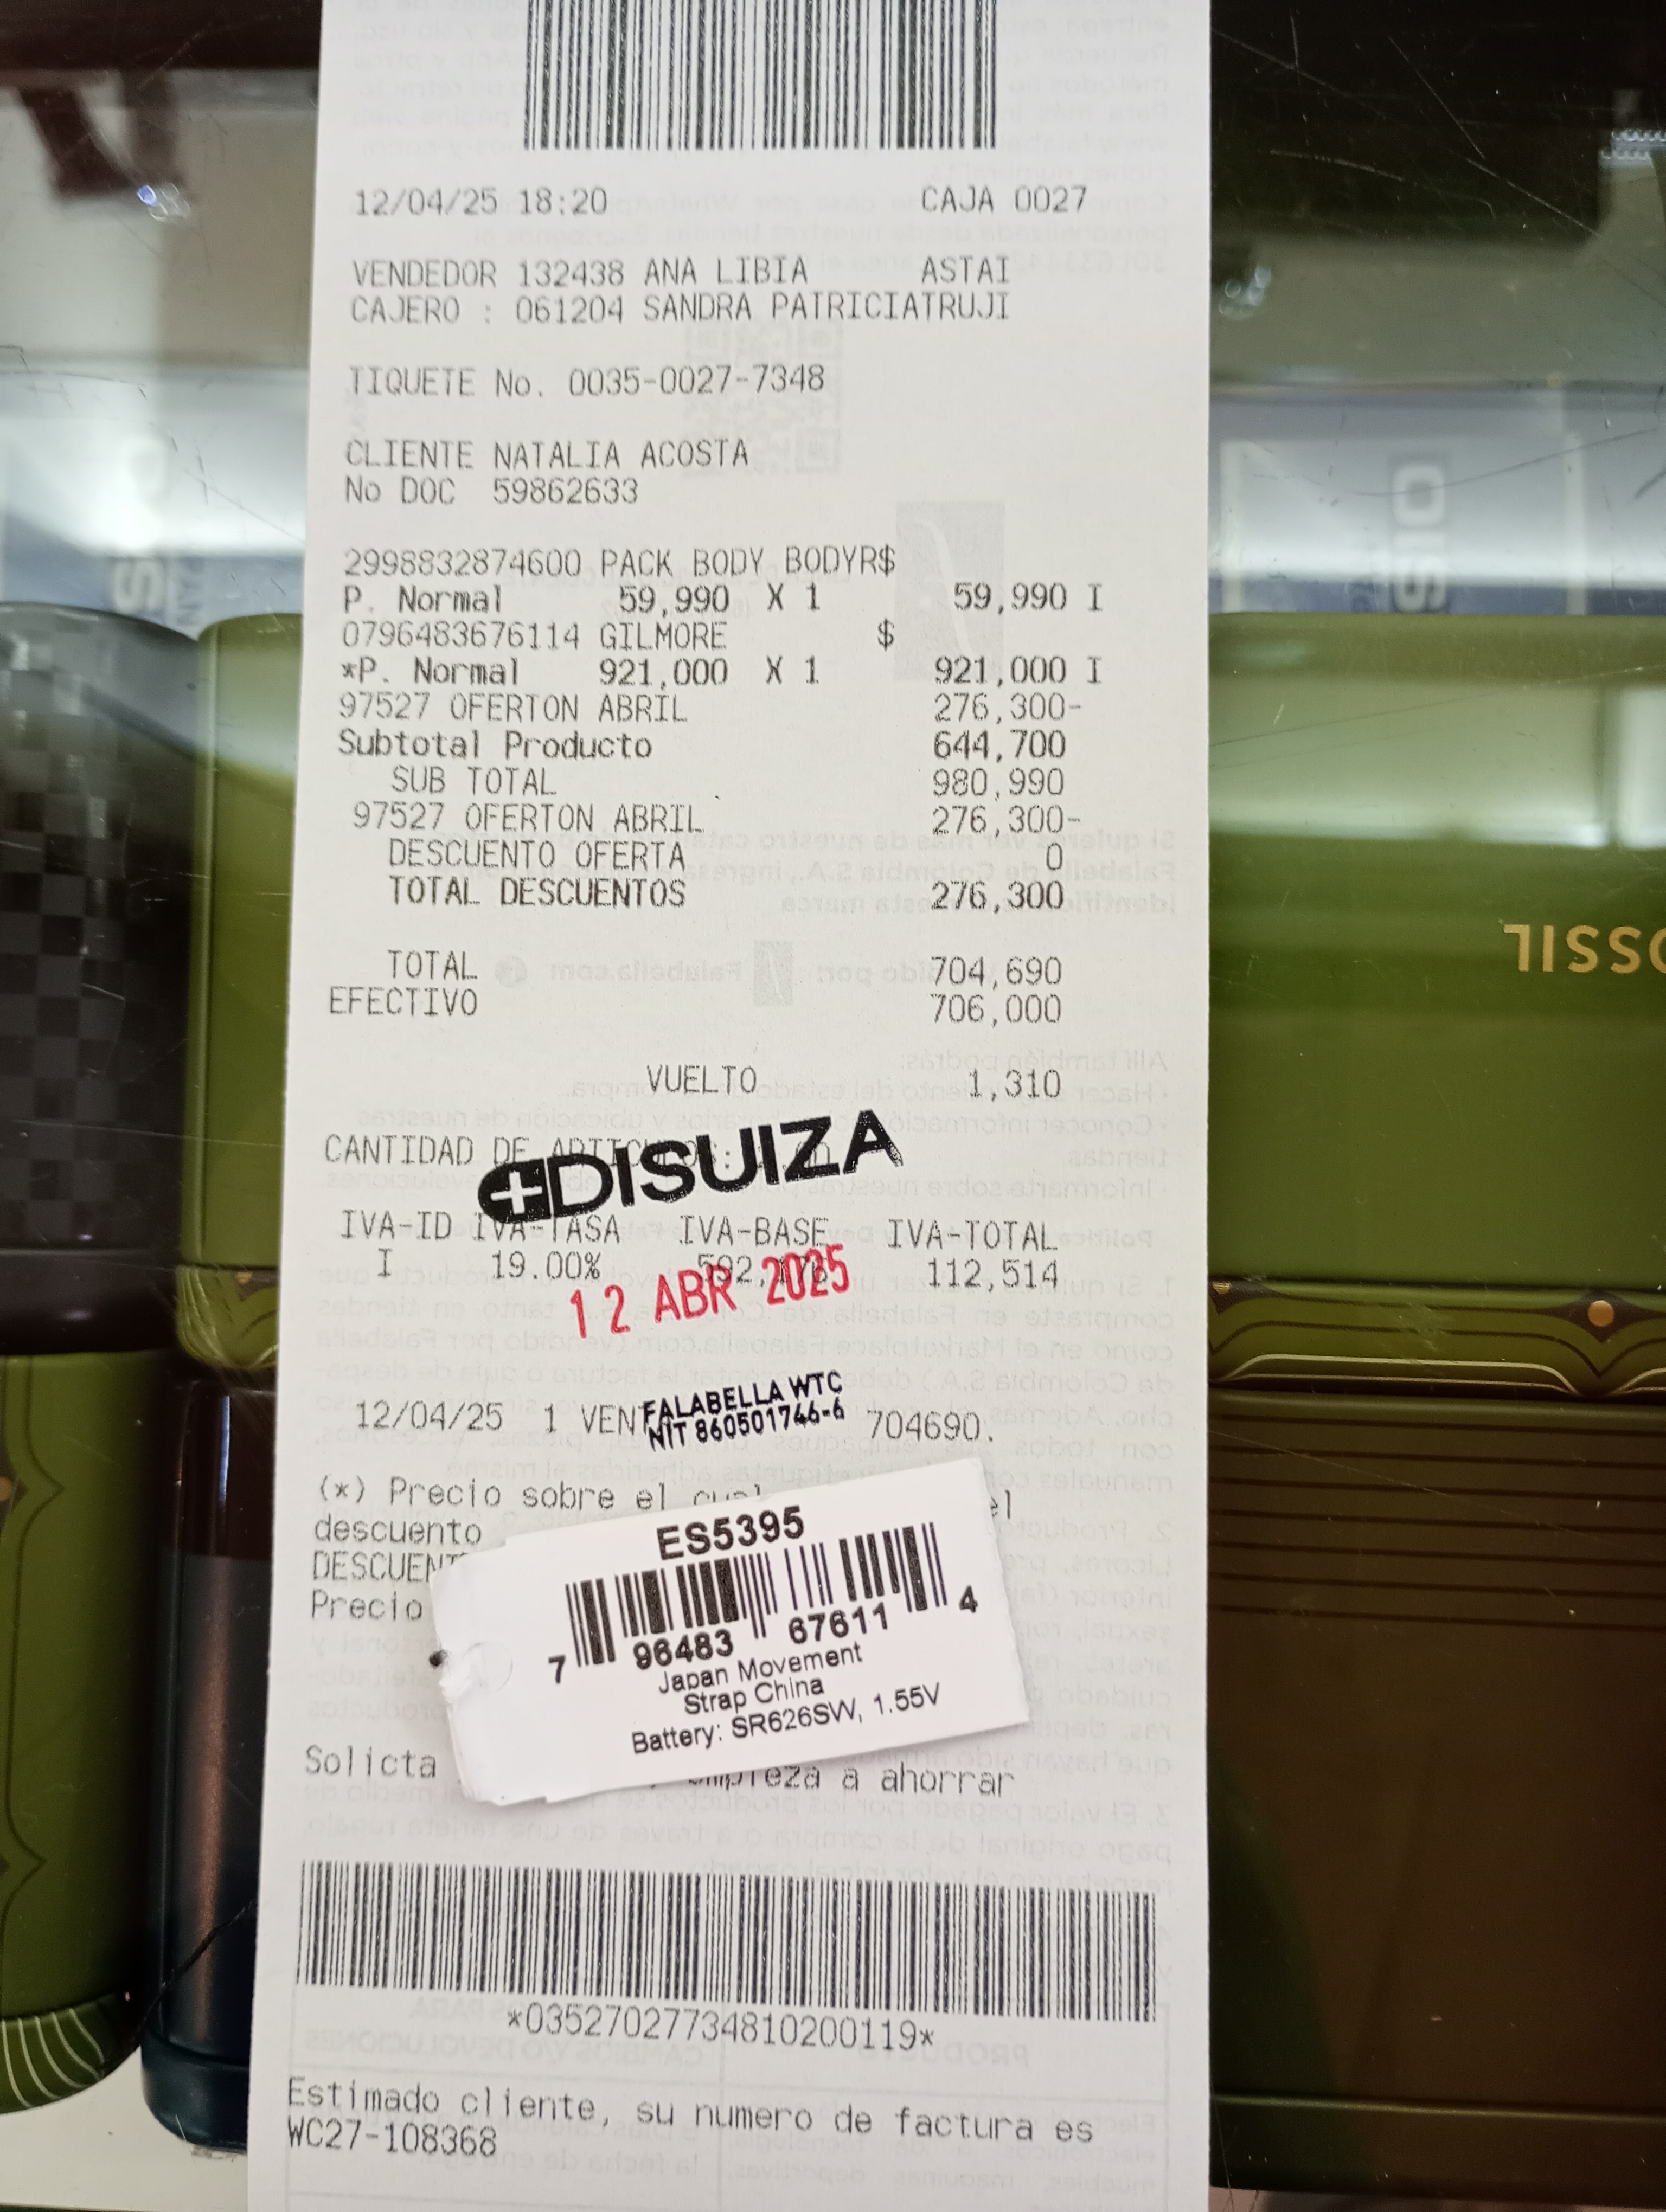 12/04/25 18:20 CAJA 0027
VENDEDOR 132438 ANA LIBIA ASTAI
CAJERO : 061204 SANDRA PATRICIATRUJI
TIQUETE No. 0035-0027-7348
CLIENTE NATALIA ACOSTA
No DOC 59862633
2998832874600 PACK BODY BODYR$
P. Normal 59,990 X 1 59,990 I
0796483676114 GILMORE $
*P. Normal 921,000 X 1 921,000 I
97527 OFERTON ABRIL 276,300-
Subtotal Producto 644,700
SUB TOTAL 980,990
97527 OFERTON ABRIL 276,300-
DESCUENTO OFERTA 0
TOTAL DESCUENTOS 276,300
TOTAL 704,690
EFECTIVO 706,000
VUELTO 1,310
CANTIDAD DE
DISUIZA
IVA-ID IVA-TASA IVA-BASE IVA-TOTAL
I 19.00% 112,514
12 ABR 2025
FALABELLA WTC
NIT 860501746-6
12/04/25 1 704690.
(*) Precio sobre el
descuento
Precio
ES5395
7 96483 67611 4
Japan Movement
Strap China
Battery: SR626SW, 1.55V
Solicta a ahorrar
*03527027734810200119*
Estimado cliente, su numero de factura es
WC27-108368
OSSIL
SIO